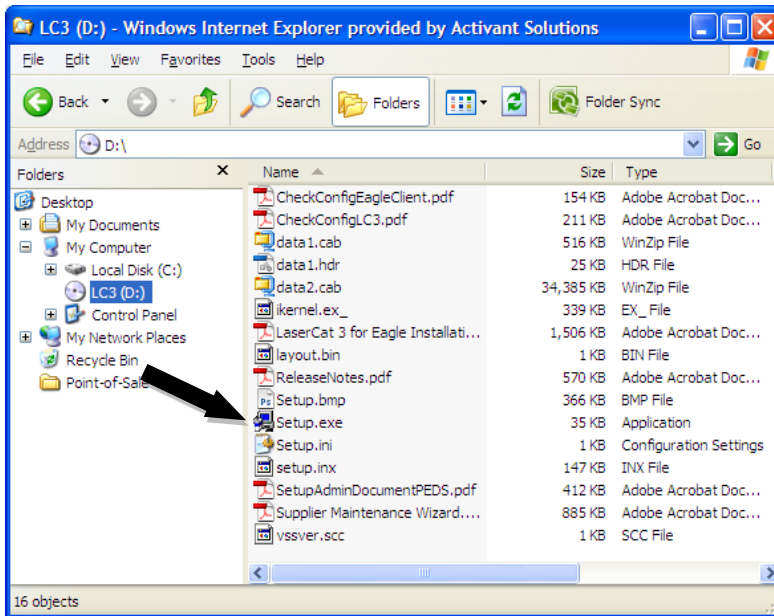 LC3 (D:) - Windows Internet Explorer provided by Activant Solutions
File Edit View Favorites Tools Help
Back Search Folders Folder Sync
Address D:\ Go
Folders x Name Size Type
Desktop
My Documents
My Computer
Local Disk (C:)
LC3 (D:)
Control Panel
My Network Places
Recycle Bin
Point-of-Sale
CheckConfigEagleClient.pdf 154 KB Adobe Acrobat Doc...
CheckConfigLC3.pdf 211 KB Adobe Acrobat Doc...
data1.cab 516 KB WinZip File
data1.hdr 25 KB HDR File
data2.cab 34,385 KB WinZip File
ikernel.ex_ 339 KB EX_ File
LaserCat 3 for Eagle Installati... 1,506 KB Adobe Acrobat Doc...
layout.bin 1 KB BIN File
ReleaseNotes.pdf 570 KB Adobe Acrobat Doc...
Setup.bmp 366 KB BMP File
Setup.exe 35 KB Application
Setup.ini 1 KB Configuration Settings
setup.inx 147 KB INX File
SetupAdminDocumentPEDS.pdf 412 KB Adobe Acrobat Doc...
Supplier Maintenance Wizard.... 885 KB Adobe Acrobat Doc...
vssver.scc 1 KB SCC File
16 objects